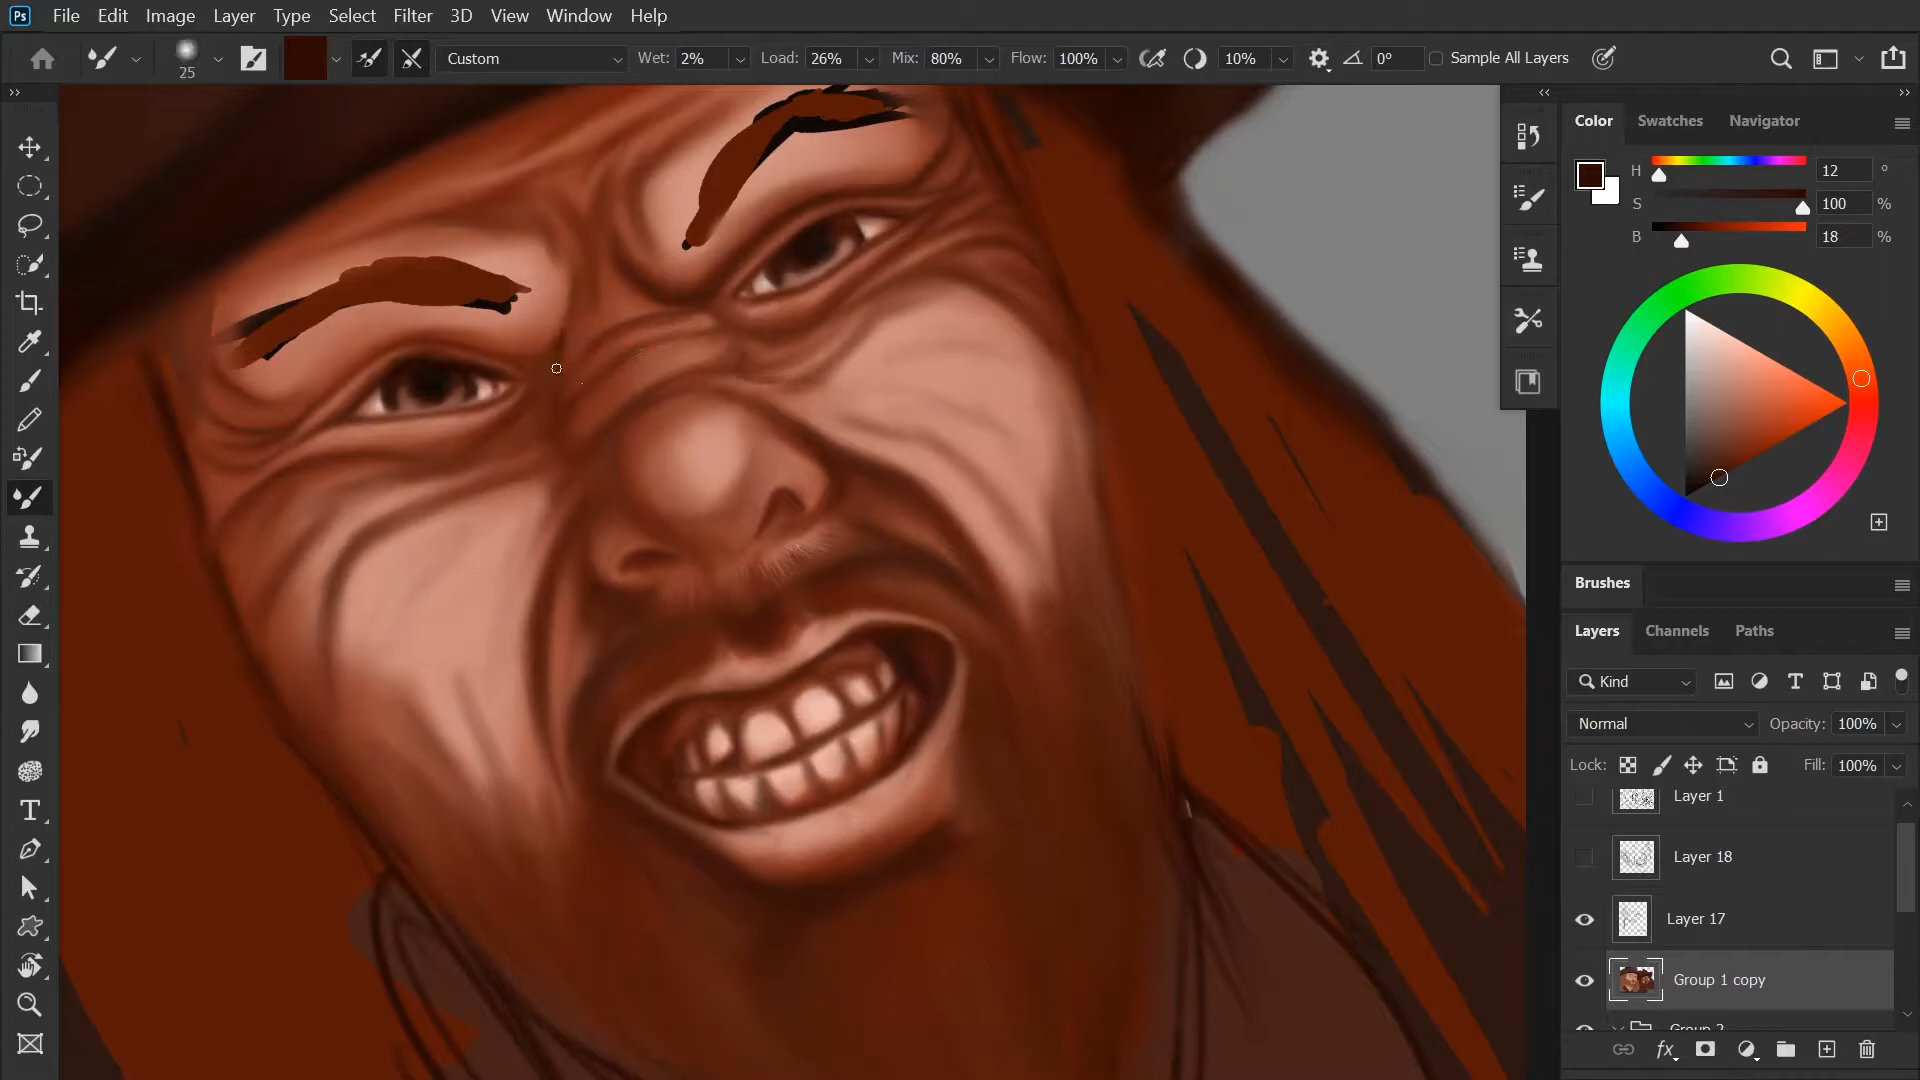 Ps File Edit Image Layer Type Select Filter 3D View Window Help
25 Custom Wet: 2% Load: 26% Mix: 80% Flow: 100% 10% 0° Sample All Layers
Color Swatches Navigator
H 12 °
S 100 %
B 18 %
Brushes
Layers Channels Paths
Kind
Normal Opacity: 100%
Lock: Fill: 100%
Layer 1
Layer 18
Layer 17
Group 1 copy
Group 2